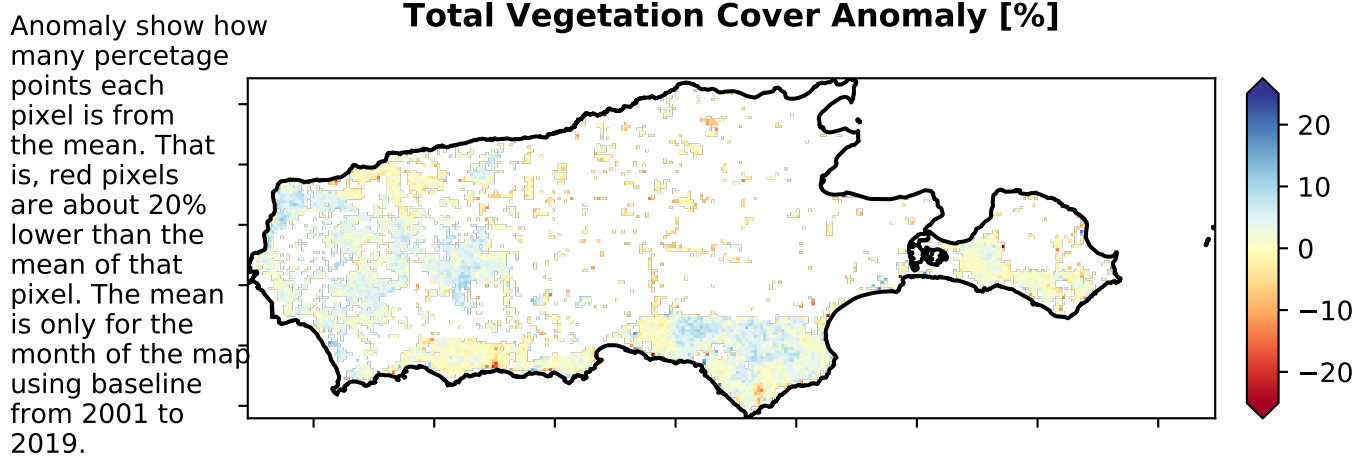 Total Vegetation Cover Anomaly [%]
Anomaly show how
many percetage
points each
pixel is from
the mean. That
is, red pixels
are about 20%
lower than the
mean of that
pixel. The mean
is only for the
month of the map
using baseline
from 2001 to
2019.
20
10
0
−10
−20